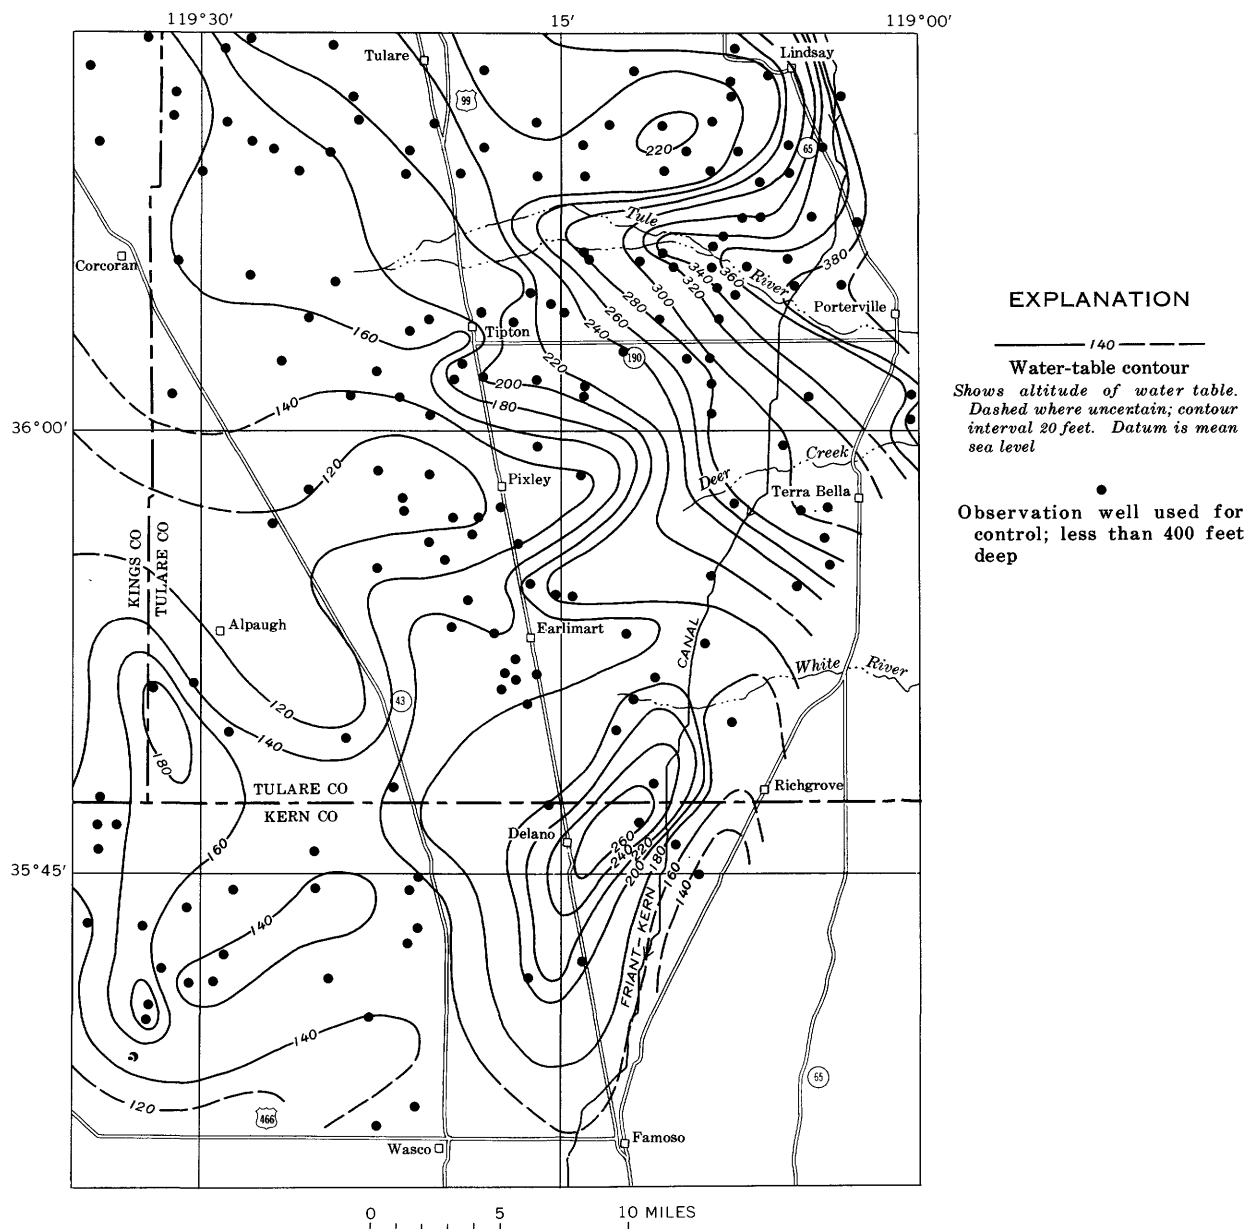 119°30′
15′
119°00′
Tulare
Lindsay
99
220
65
Tule
Corcoran
380
River
340
360
320
300
280
Porterville
260
160
240
Tipton
190
220
200
180
140
36°00′
120
Creek
Pixley
Deer
Terra Bella
KINGS CO
TULARE CO
Alpaugh
Earlimart
CANAL
White River
120
43
140
180
TULARE CO
Richgrove
KERN CO
Delano
260
240
220
200
180
160
140
160
35°45′
140
FRIANT-KERN
140
65
120
466
Wasco
Famoso
0 5 10 MILES
EXPLANATION
140
Water-table contour
Shows altitude of water table.
Dashed where uncertain; contour
interval 20 feet. Datum is mean
sea level
Observation well used for
control; less than 400 feet
deep